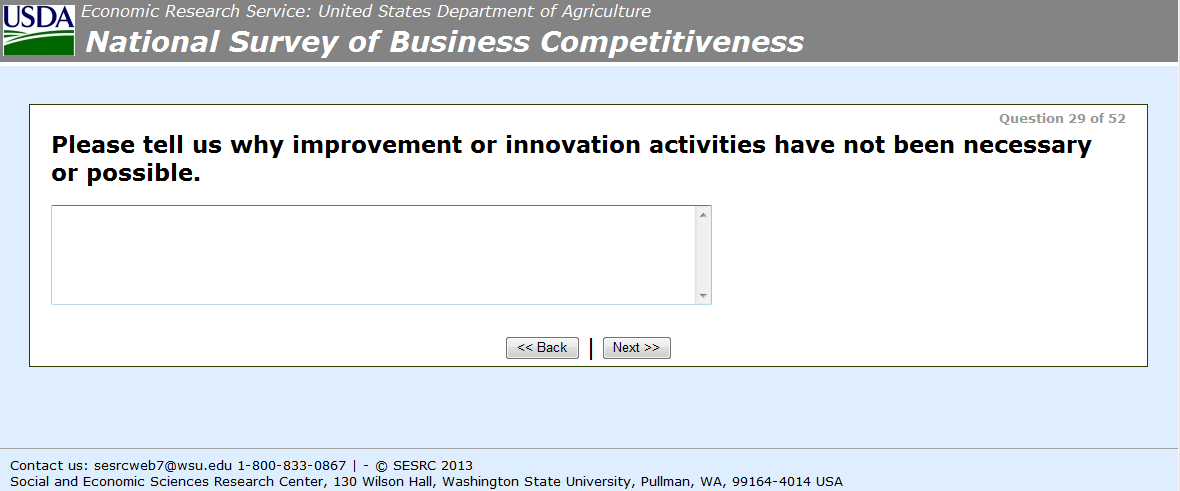 USDA
Economic Research Service: United States Department of Agriculture
National Survey of Business Competitiveness
Question 29 of 52
Please tell us why improvement or innovation activities have not been necessary
or possible.
<< Back | Next >>
Contact us: sesrcweb7@wsu.edu 1-800-833-0867 | - © SESRC 2013
Social and Economic Sciences Research Center, 130 Wilson Hall, Washington State University, Pullman, WA, 99164-4014 USA